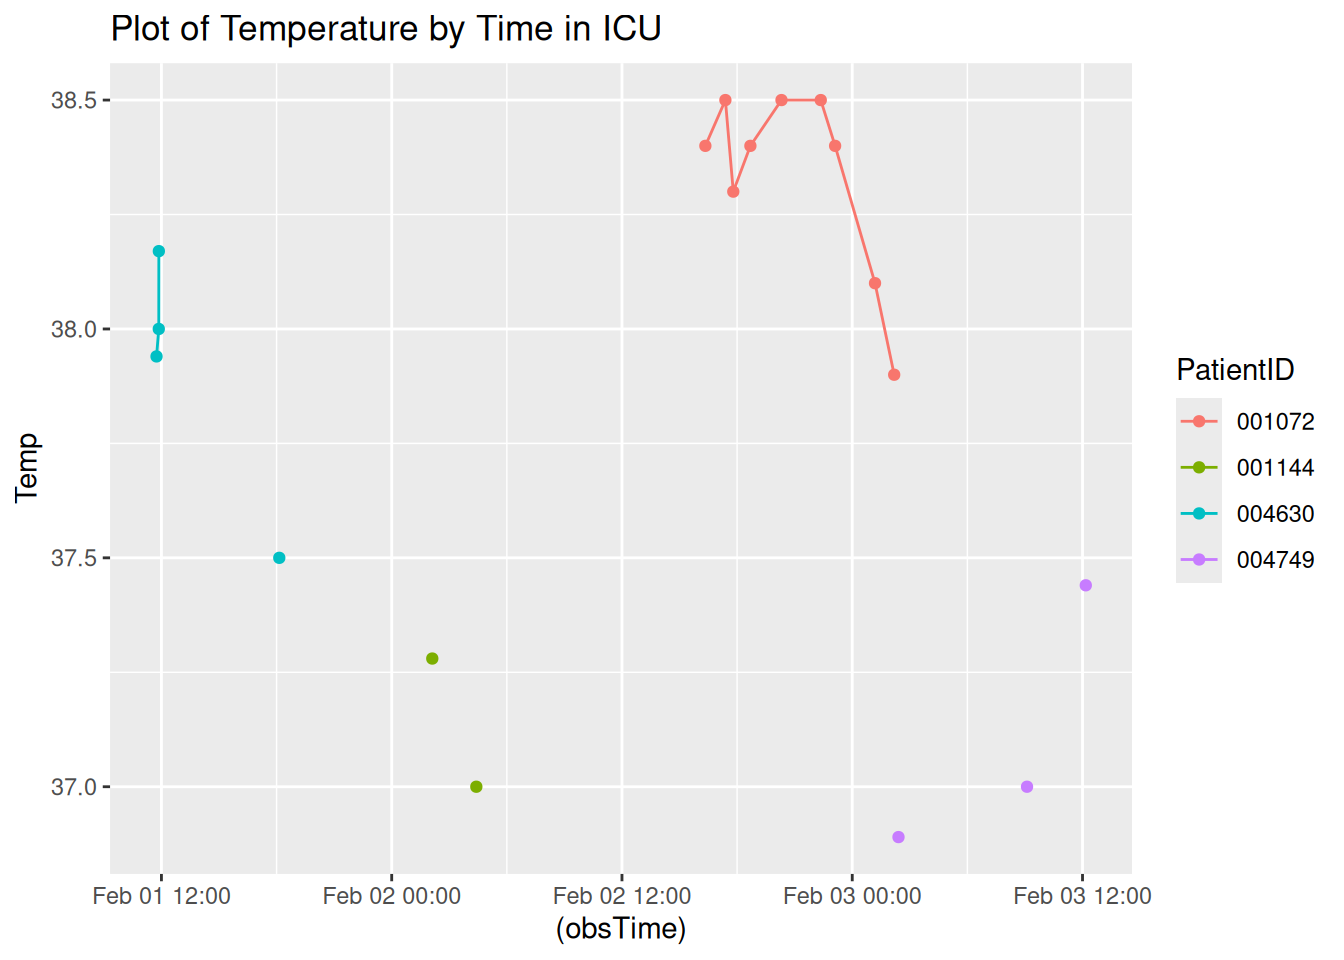 Plot of Temperature by Time in ICU
38.5
38.0
37.5
37.0
Temp
Feb 01 12:00
Feb 02 00:00
Feb 02 12:00
Feb 03 00:00
Feb 03 12:00
(obsTime)
PatientID
001072
001144
004630
004749